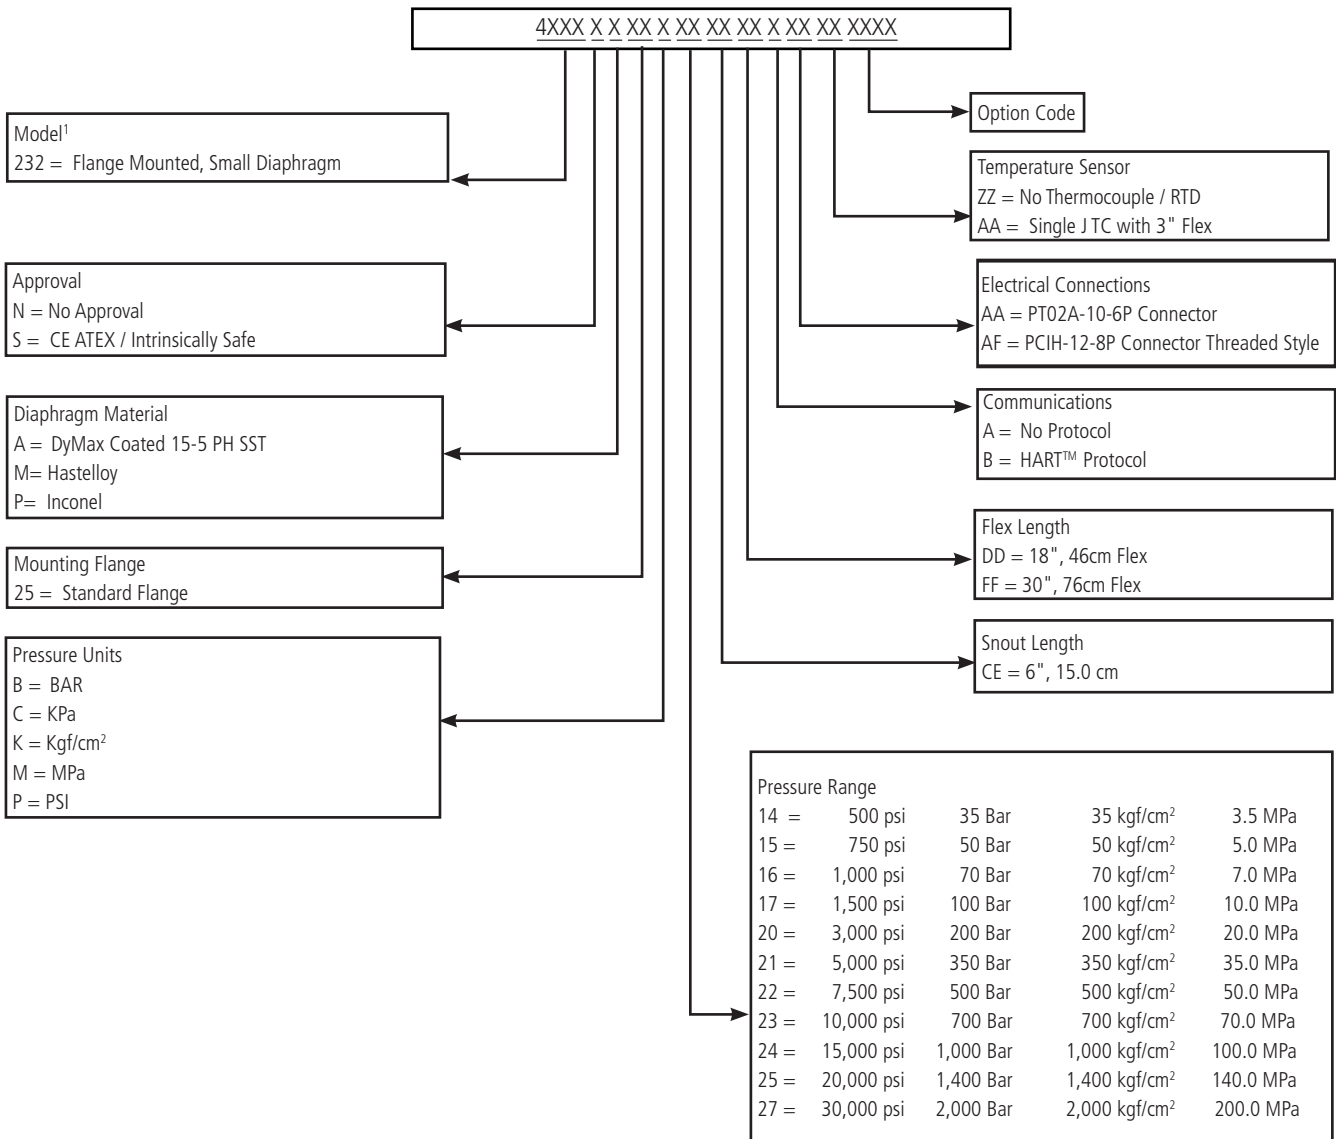 4XXX X X XX X XX XX XX X XX XX XXXX
Model¹
232 = Flange Mounted, Small Diaphragm
Approval
N = No Approval
S = CE ATEX / Intrinsically Safe
Diaphragm Material
A = DyMax Coated 15-5 PH SST
M= Hastelloy
P= Inconel
Mounting Flange
25 = Standard Flange
Pressure Units
B = BAR
C = KPa
K = Kgf/cm²
M = MPa
P = PSI
Option Code
Temperature Sensor
ZZ = No Thermocouple / RTD
AA = Single J TC with 3" Flex
Electrical Connections
AA = PT02A-10-6P Connector
AF = PCIH-12-8P Connector Threaded Style
Communications
A = No Protocol
B = HART™ Protocol
Flex Length
DD = 18", 46cm Flex
FF = 30", 76cm Flex
Snout Length
CE = 6", 15.0 cm
Pressure Range
14 = 500 psi 35 Bar 35 kgf/cm² 3.5 MPa
15 = 750 psi 50 Bar 50 kgf/cm² 5.0 MPa
16 = 1,000 psi 70 Bar 70 kgf/cm² 7.0 MPa
17 = 1,500 psi 100 Bar 100 kgf/cm² 10.0 MPa
20 = 3,000 psi 200 Bar 200 kgf/cm² 20.0 MPa
21 = 5,000 psi 350 Bar 350 kgf/cm² 35.0 MPa
22 = 7,500 psi 500 Bar 500 kgf/cm² 50.0 MPa
23 = 10,000 psi 700 Bar 700 kgf/cm² 70.0 MPa
24 = 15,000 psi 1,000 Bar 1,000 kgf/cm² 100.0 MPa
25 = 20,000 psi 1,400 Bar 1,400 kgf/cm² 140.0 MPa
27 = 30,000 psi 2,000 Bar 2,000 kgf/cm² 200.0 MPa